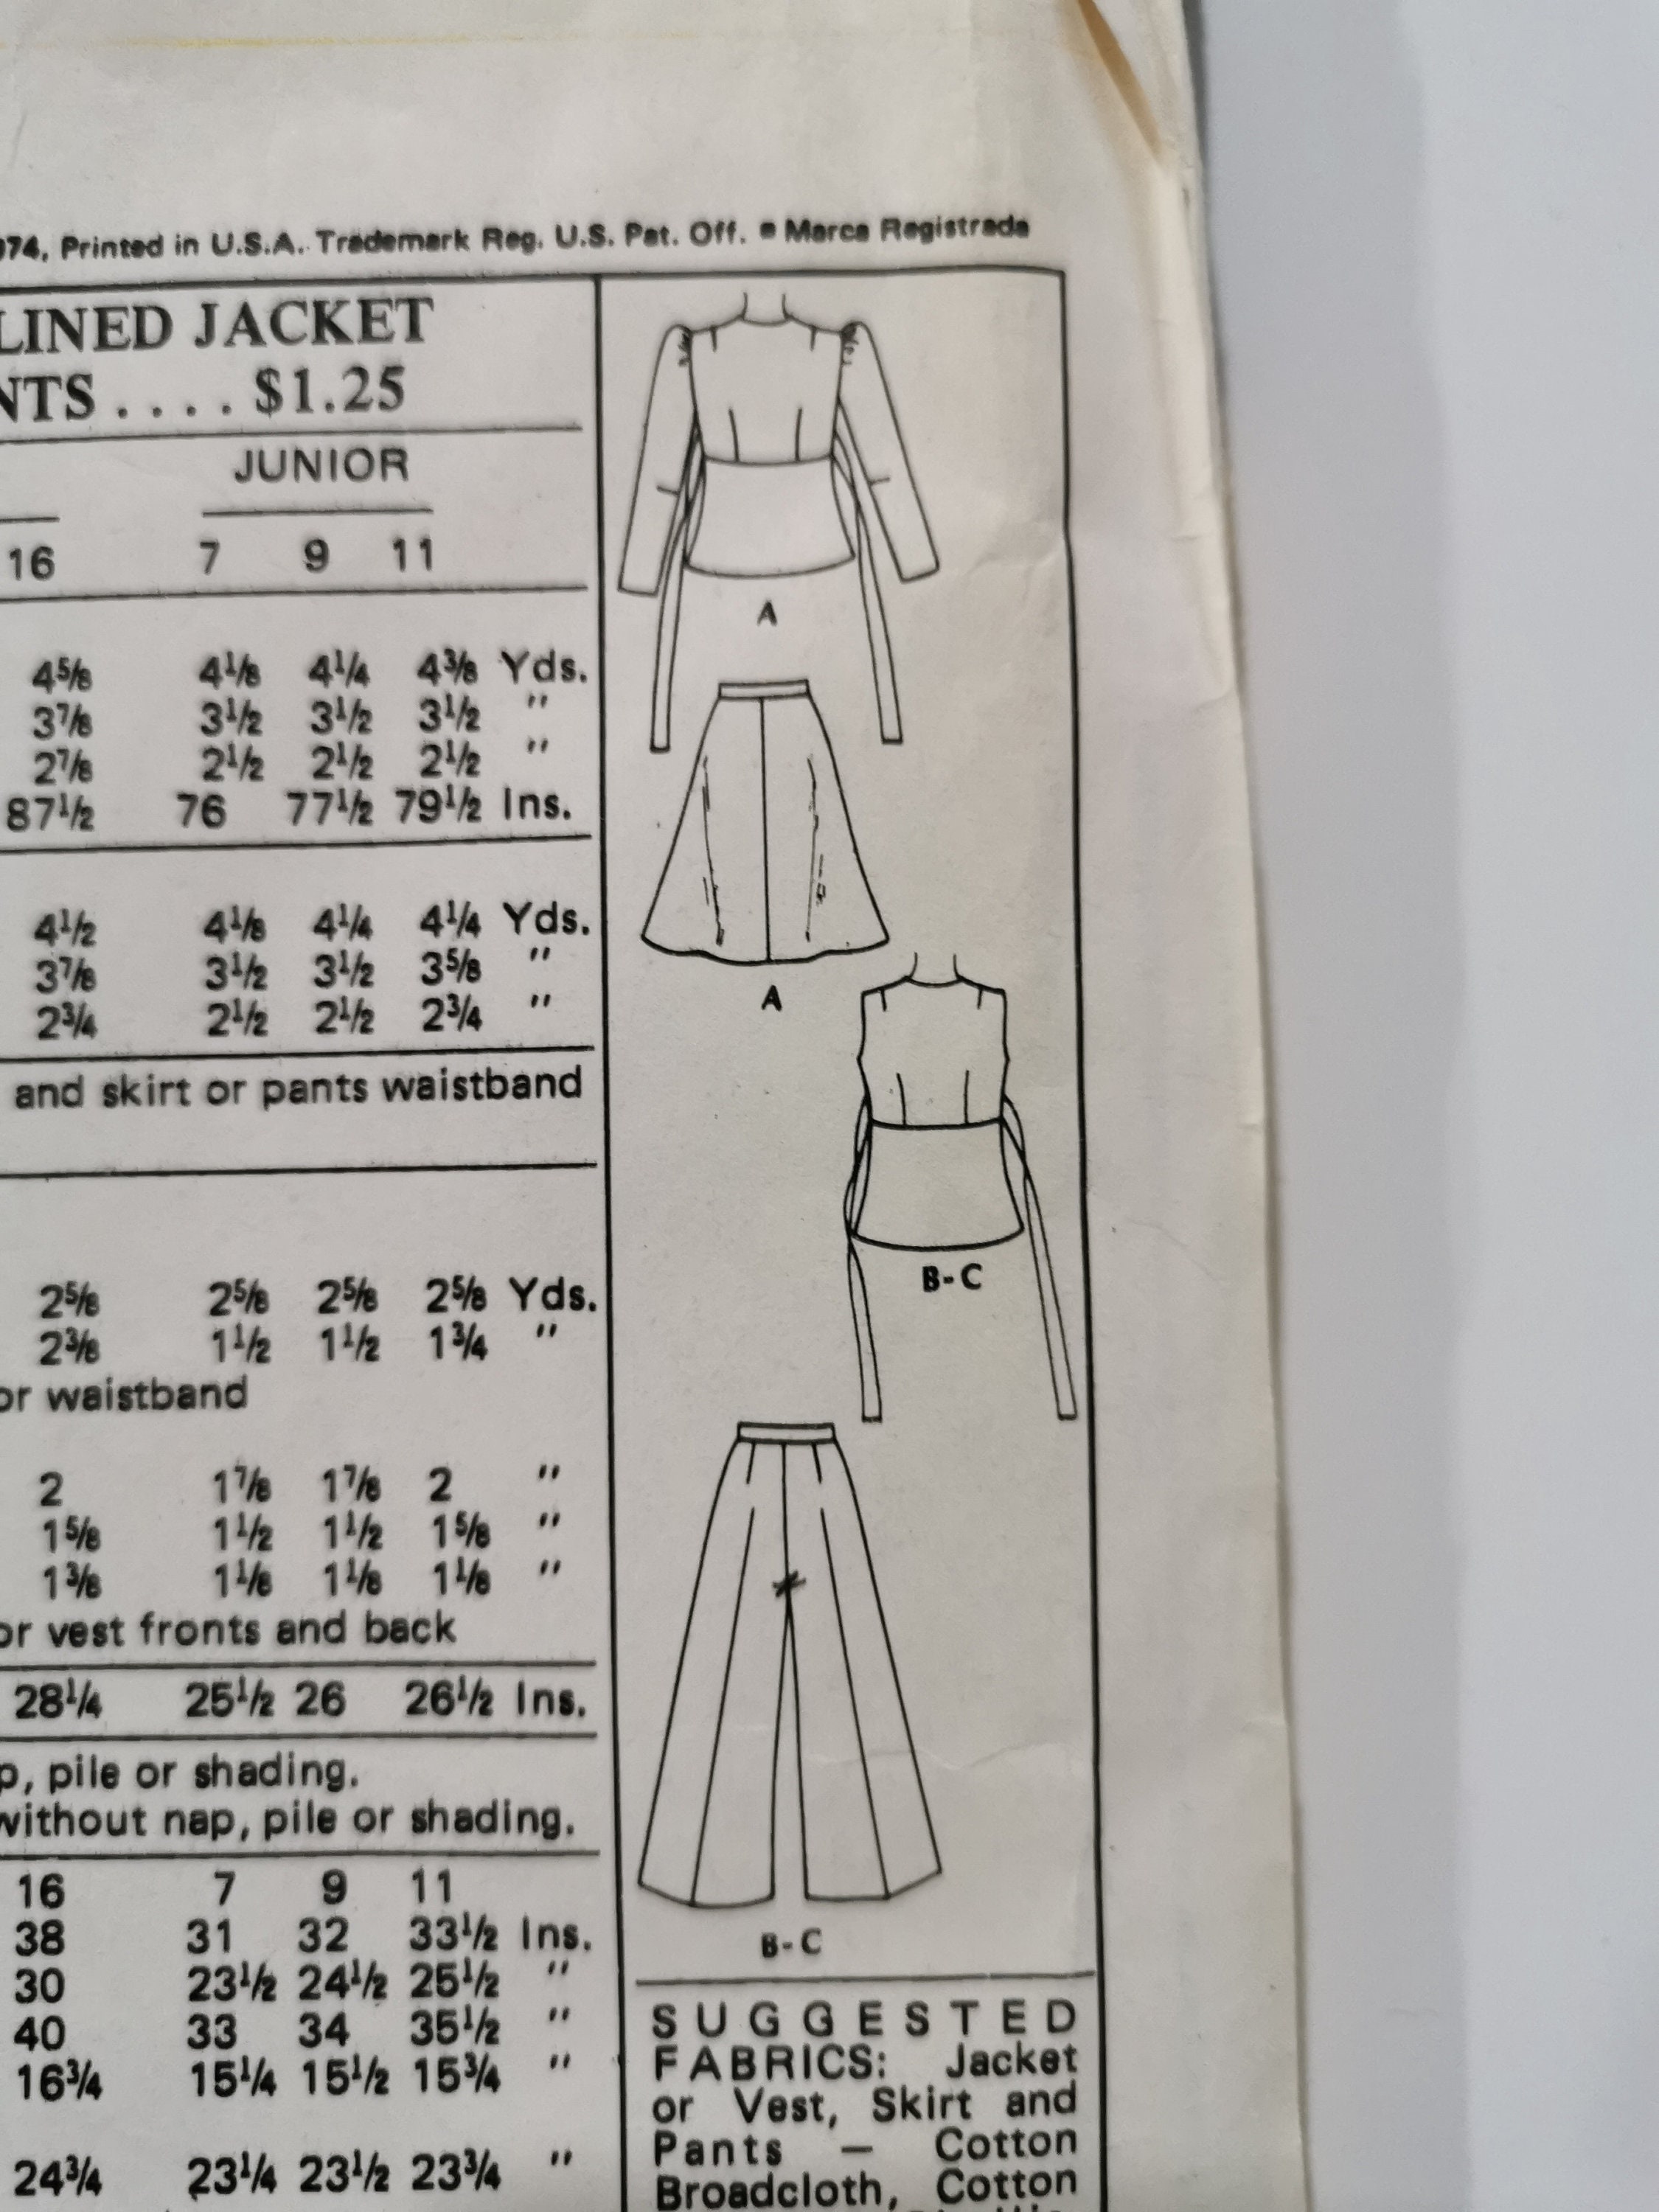 974, Printed in U.S.A. Trademark Reg. U.S. Pat. Off. ▪ Marca Registrada
LINED JACKET
NTS . . . . $1.25
JUNIOR
16 7 9 11
4⅝ 4⅛ 4¼ 4⅜ Yds.
3⅞ 3½ 3½ 3½ "
2⅞ 2½ 2½ 2½ "
87½ 76 77½ 79½ Ins.
4½ 4⅛ 4¼ 4¼ Yds.
3⅞ 3½ 3½ 3⅝ "
2¾ 2½ 2½ 2¾ "
and skirt or pants waistband
2⅝ 2⅝ 2⅝ 2⅝ Yds.
2⅜ 1½ 1½ 1¾ "
or waistband
2 1⅞ 1⅞ 2 "
1⅝ 1½ 1½ 1⅝ "
1⅜ 1⅛ 1⅛ 1⅛ "
or vest fronts and back
28¼ 25½ 26 26½ Ins.
p, pile or shading.
without nap, pile or shading.
16 7 9 11
38 31 32 33½ Ins.
30 23½ 24½ 25½ "
40 33 34 35½ "
16¾ 15¼ 15½ 15¾ "
24¾ 23¼ 23½ 23¾ "
A
A
B-C
B-C
SUGGESTED
FABRICS: Jacket
or Vest, Skirt and
Pants — Cotton
Broadcloth, Cotton